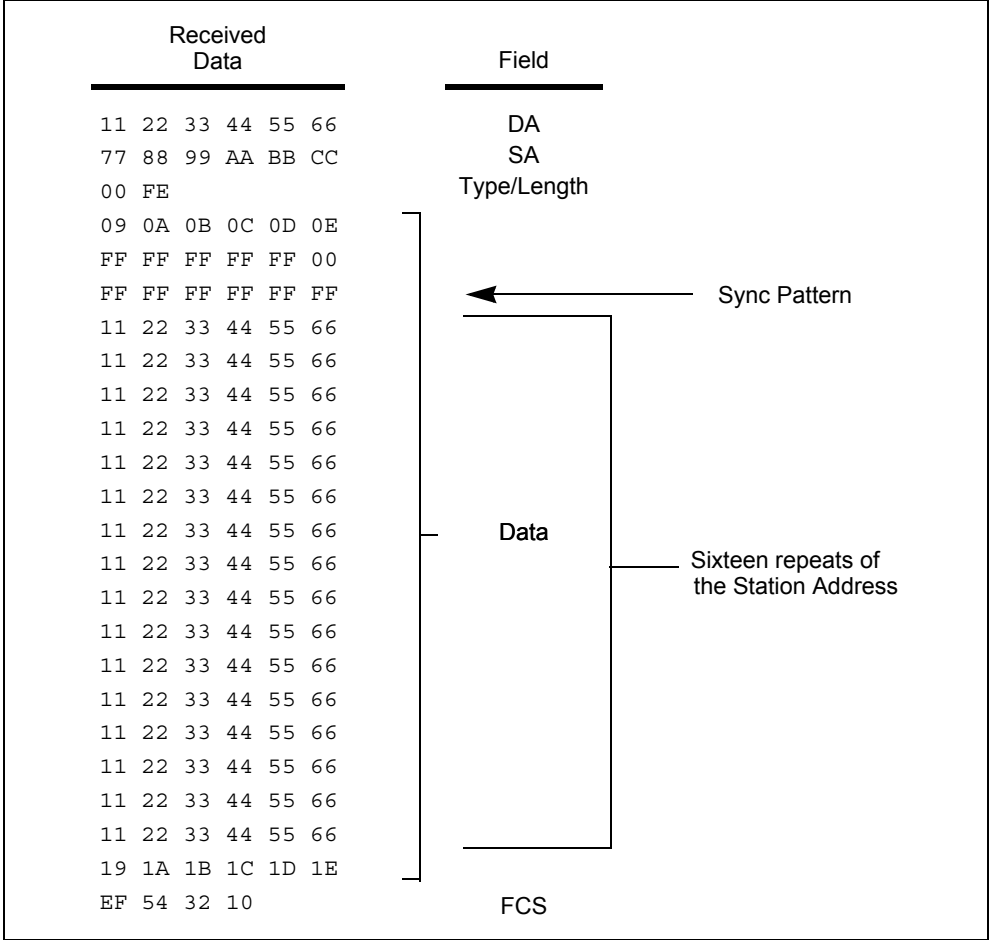 Received
Data
Field
11 22 33 44 55 66
DA
77 88 99 AA BB CC
SA
00 FE
Type/Length
09 0A 0B 0C 0D 0E
FF FF FF FF FF 00
FF FF FF FF FF FF
Sync Pattern
11 22 33 44 55 66
11 22 33 44 55 66
11 22 33 44 55 66
11 22 33 44 55 66
11 22 33 44 55 66
11 22 33 44 55 66
11 22 33 44 55 66
Data
11 22 33 44 55 66
Sixteen repeats of
the Station Address
11 22 33 44 55 66
11 22 33 44 55 66
11 22 33 44 55 66
11 22 33 44 55 66
11 22 33 44 55 66
11 22 33 44 55 66
11 22 33 44 55 66
11 22 33 44 55 66
19 1A 1B 1C 1D 1E
EF 54 32 10
FCS